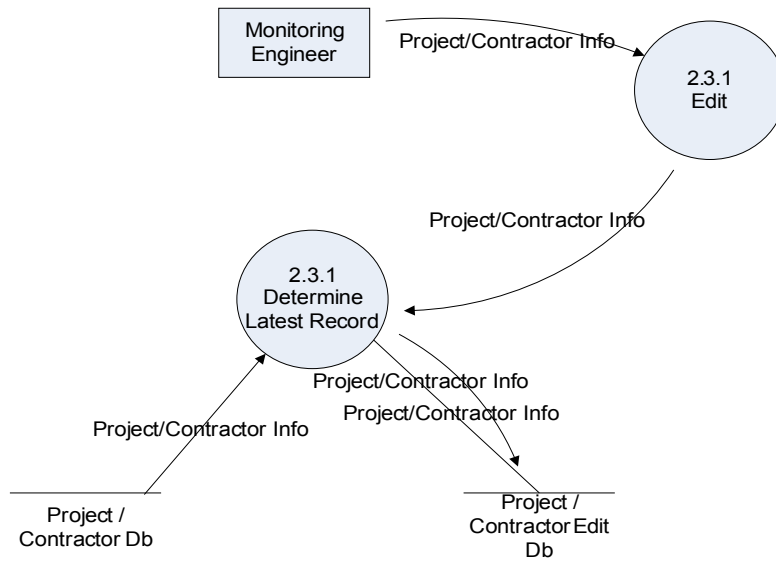 Monitoring
Engineer
Project/Contractor Info
2.3.1
Edit
Project/Contractor Info
2.3.1
Determine
Latest Record
Project/Contractor Info
Project/Contractor Info
Project/Contractor Info
Project /
Contractor Db
Project /
Contractor Edit
Db